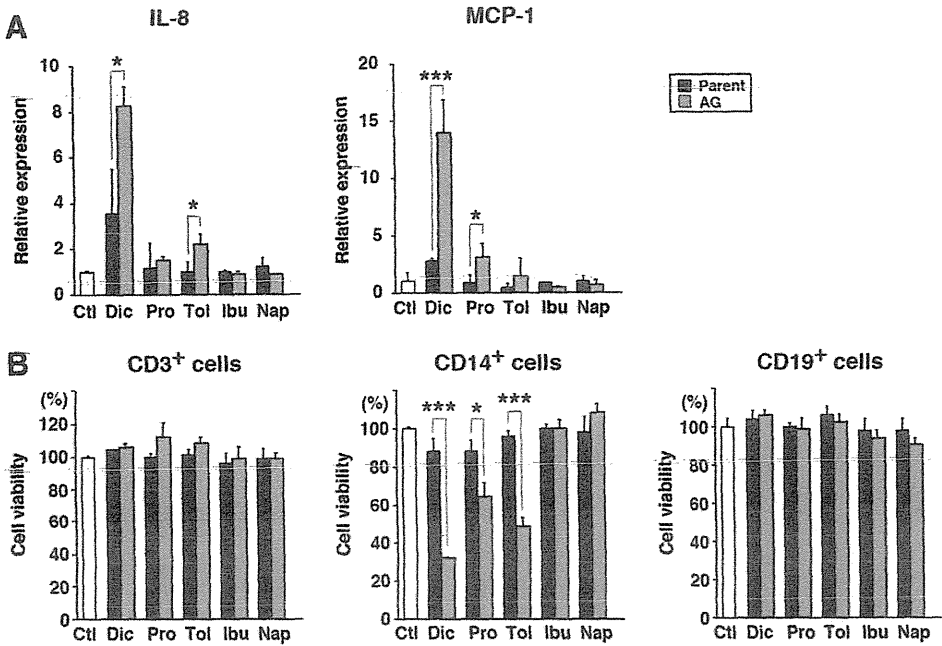 A
IL-8
MCP-1
Relative expression
10
8
6
4
2
0
*
*
Ctl Dic Pro Tol Ibu Nap
Relative expression
20
15
10
5
0
***
*
Ctl Dic Pro Tol Ibu Nap
Parent
AG
B
CD3+ cells
CD14+ cells
CD19+ cells
(%)
Cell viability
120
100
80
60
40
20
0
Ctl Dic Pro Tol Ibu Nap
(%)
Cell viability
100
80
60
40
20
0
***
*
***
Ctl Dic Pro Tol Ibu Nap
(%)
Cell viability
100
80
60
40
20
0
Ctl Dic Pro Tol Ibu Nap